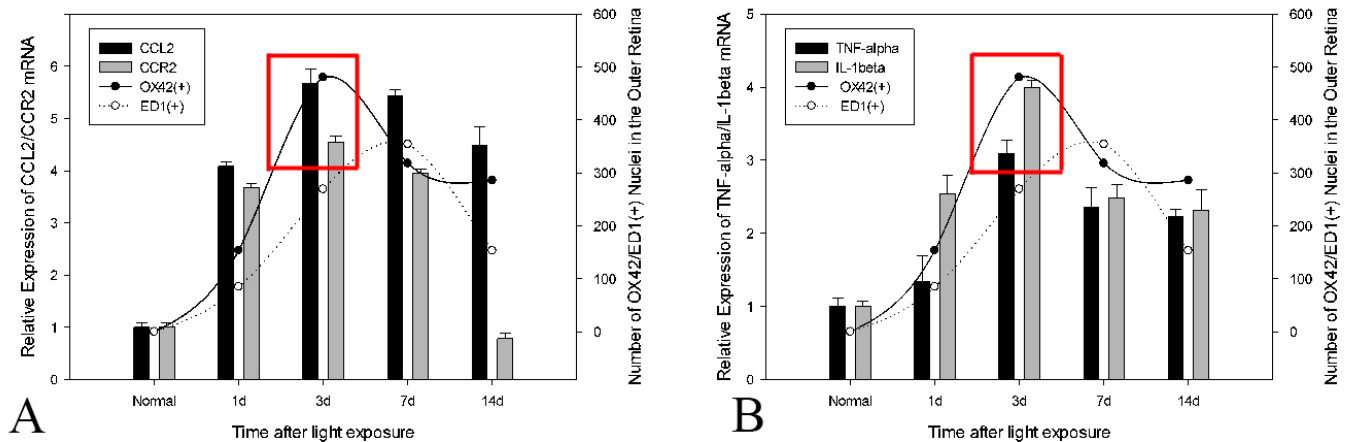 CCL2
CCR2
OX42(+)
ED1(+)
Relative Expression of CCL2/CCR2 mRNA
0
1
2
3
4
5
6
Number of OX42/ED1(+) Nuclei in the Outer Retina
600
500
400
300
200
100
0
Normal 1d 3d 7d 14d
Time after light exposure
A
TNF-alpha
IL-1beta
OX42(+)
ED1(+)
Relative Expression of TNF-alpha/IL-1beta mRNA
5
4
3
2
1
0
Number of OX42/ED1(+) Nuclei in the Outer Retina
600
500
400
300
200
100
0
Normal 1d 3d 7d 14d
Time after light exposure
B